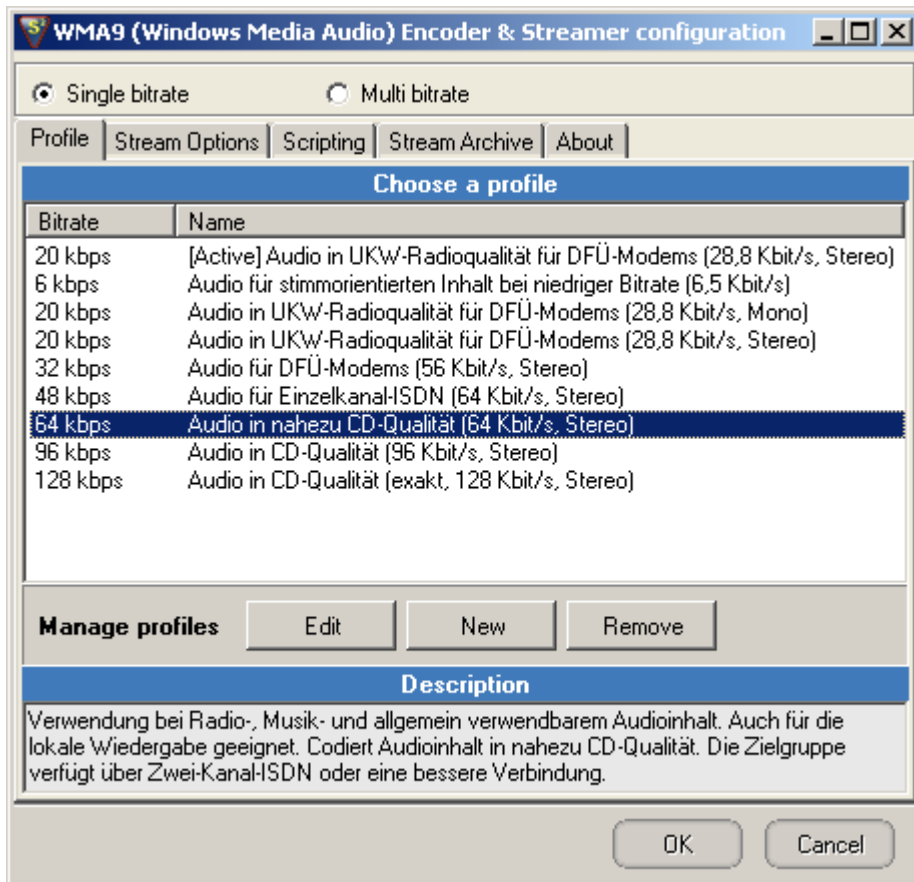 WMA9 (Windows Media Audio) Encoder & Streamer configuration
Single bitrate Multi bitrate
Profile Stream Options Scripting Stream Archive About
Choose a profile
Bitrate Name
20 kbps [Active] Audio in UKW-Radioqualität für DFÜ-Modems (28,8 Kbit/s, Stereo)
6 kbps Audio für stimmorientierten Inhalt bei niedriger Bitrate (6,5 Kbit/s)
20 kbps Audio in UKW-Radioqualität für DFÜ-Modems (28,8 Kbit/s, Mono)
20 kbps Audio in UKW-Radioqualität für DFÜ-Modems (28,8 Kbit/s, Stereo)
32 kbps Audio für DFÜ-Modems (56 Kbit/s, Stereo)
48 kbps Audio für Einzelkanal-ISDN (64 Kbit/s, Stereo)
64 kbps Audio in nahezu CD-Qualität (64 Kbit/s, Stereo)
96 kbps Audio in CD-Qualität (96 Kbit/s, Stereo)
128 kbps Audio in CD-Qualität (exakt, 128 Kbit/s, Stereo)
Manage profiles Edit New Remove
Description
Verwendung bei Radio-, Musik- und allgemein verwendbarem Audioinhalt. Auch für die
lokale Wiedergabe geeignet. Codiert Audioinhalt in nahezu CD-Qualität. Die Zielgruppe
verfügt über Zwei-Kanal-ISDN oder eine bessere Verbindung.
OK Cancel